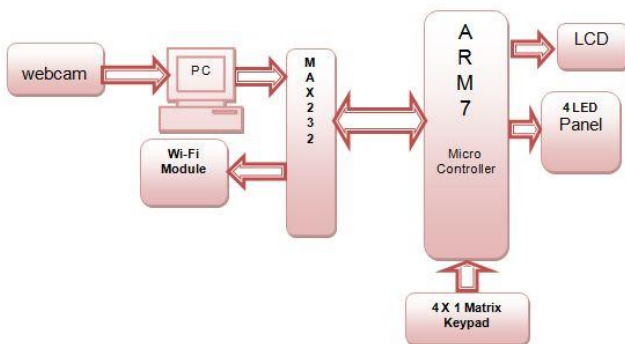 webcam
PC
M
A
X
2
3
2
Wi-Fi
Module
A
R
M
7
Micro
Controller
LCD
4 LED
Panel
4 X 1 Matrix
Keypad